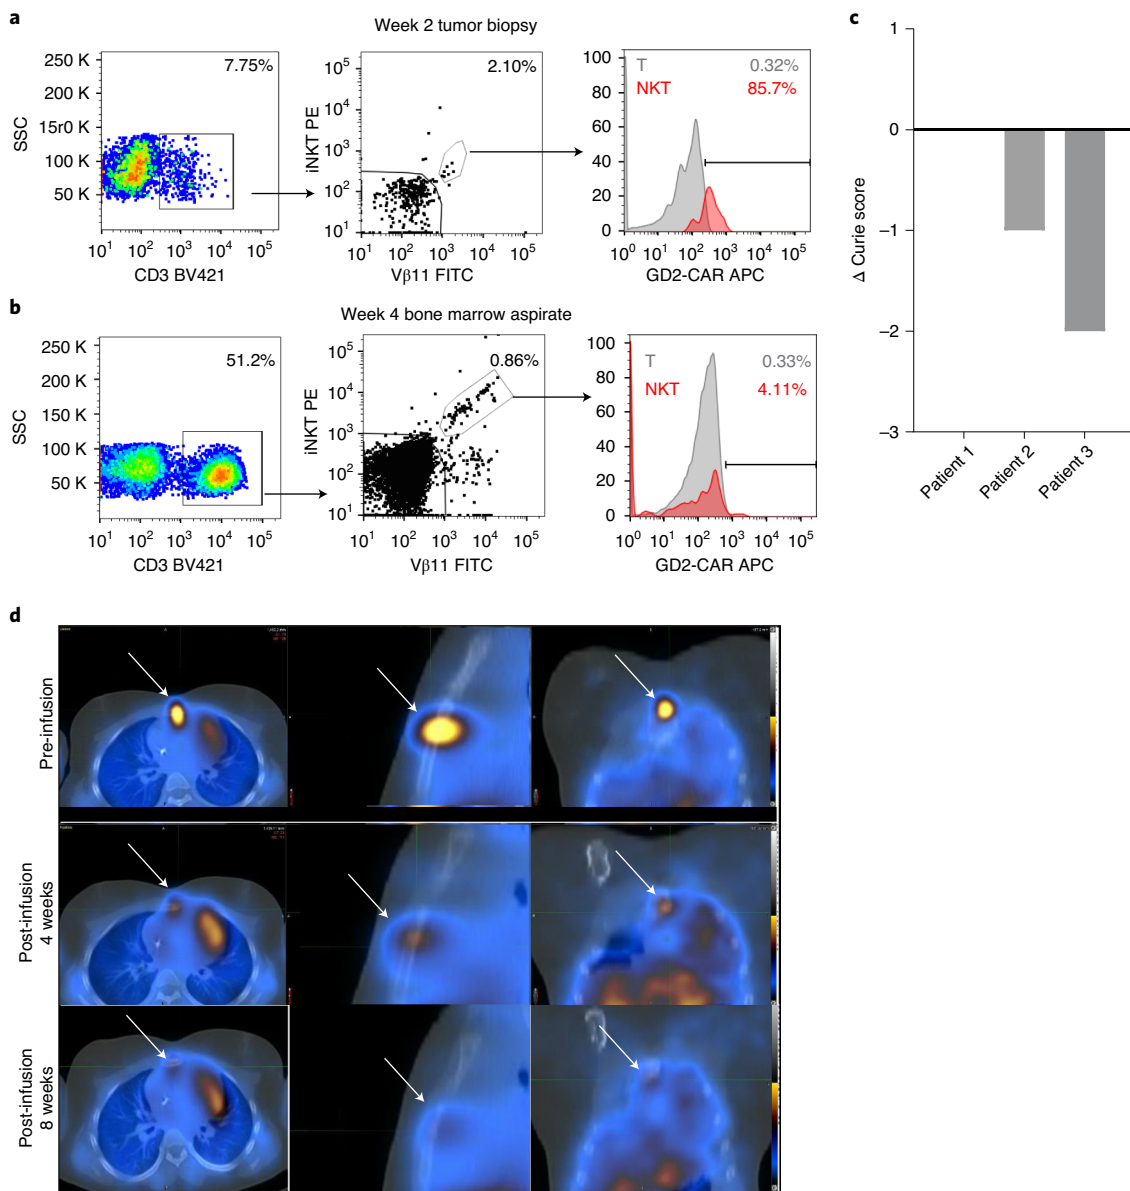 a
Week 2 tumor biopsy
250 K
200 K
15r0 K
100 K
50 K
SSC
7.75%
10¹ 10² 10³ 10⁴ 10⁵
CD3 BV421
10⁵
10⁴
10³
10²
10¹
iNKT PE
2.10%
10¹ 10² 10³ 10⁴ 10⁵
Vβ11 FITC
100
80
60
40
20
0
T 0.32%
NKT 85.7%
10⁰ 10¹ 10² 10³ 10⁴ 10⁵
GD2-CAR APC
b
Week 4 bone marrow aspirate
250 K
200 K
150 K
100 K
50 K
SSC
51.2%
10¹ 10² 10³ 10⁴ 10⁵
CD3 BV421
10⁵
10⁴
10³
10²
10¹
iNKT PE
0.86%
10¹ 10² 10³ 10⁴ 10⁵
Vβ11 FITC
100
80
60
40
20
0
T 0.33%
NKT 4.11%
10⁰ 10¹ 10² 10³ 10⁴ 10⁵
GD2-CAR APC
c
1
0
−1
−2
−3
Δ Curie score
Patient 1
Patient 2
Patient 3
d
Pre-infusion
Post-infusion
4 weeks
Post-infusion
8 weeks